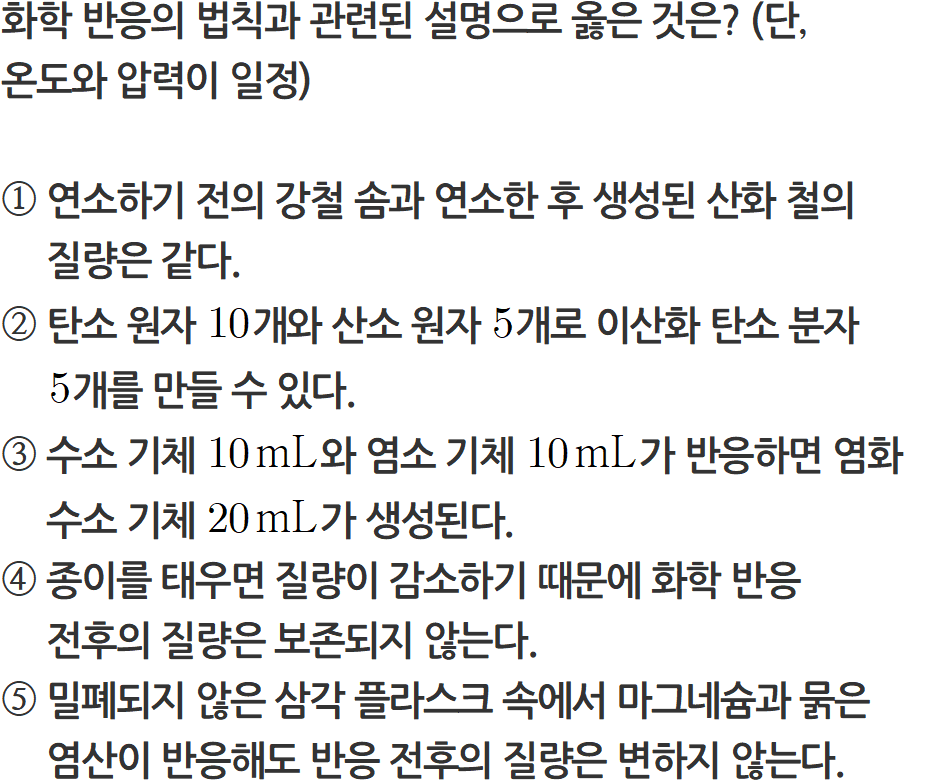 화학 반응의 법칙과 관련된 설명으로 옳은 것은? (단,
온도와 압력이 일정)
① 연소하기 전의 강철 솜과 연소한 후 생성된 산화 철의
질량은 같다.
② 탄소 원자 10개와 산소 원자 5개로 이산화 탄소 분자
5개를 만들 수 있다.
③ 수소 기체 10 mL와 염소 기체 10 mL가 반응하면 염화
수소 기체 20 mL가 생성된다.
④ 종이를 태우면 질량이 감소하기 때문에 화학 반응
전후의 질량은 보존되지 않는다.
⑤ 밀폐되지 않은 삼각 플라스크 속에서 마그네슘과 묽은
염산이 반응해도 반응 전후의 질량은 변하지 않는다.